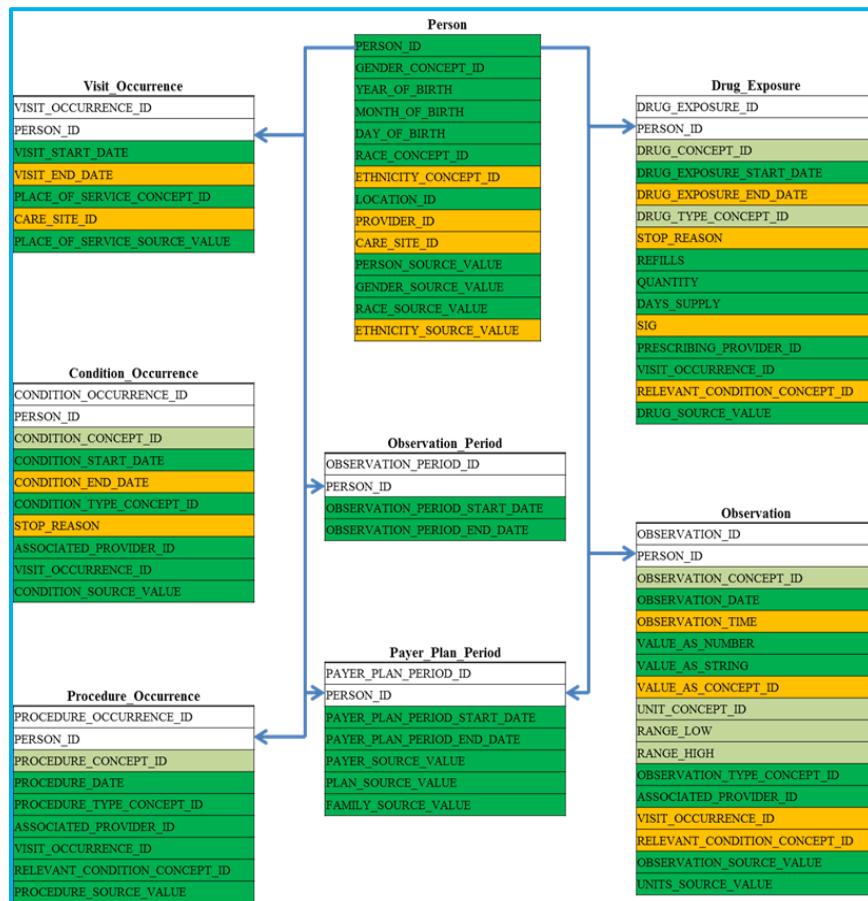 Person
PERSON_ID
GENDER_CONCEPT_ID
YEAR_OF_BIRTH
MONTH_OF_BIRTH
DAY_OF_BIRTH
RACE_CONCEPT_ID
ETHNICITY_CONCEPT_ID
LOCATION_ID
PROVIDER_ID
CARE_SITE_ID
PERSON_SOURCE_VALUE
GENDER_SOURCE_VALUE
RACE_SOURCE_VALUE
ETHNICITY_SOURCE_VALUE
Visit_Occurrence
VISIT_OCCURRENCE_ID
PERSON_ID
VISIT_START_DATE
VISIT_END_DATE
PLACE_OF_SERVICE_CONCEPT_ID
CARE_SITE_ID
PLACE_OF_SERVICE_SOURCE_VALUE
Drug_Exposure
DRUG_EXPOSURE_ID
PERSON_ID
DRUG_CONCEPT_ID
DRUG_EXPOSURE_START_DATE
DRUG_EXPOSURE_END_DATE
DRUG_TYPE_CONCEPT_ID
STOP_REASON
REFILLS
QUANTITY
DAYS_SUPPLY
SIG
PRESCRIBING_PROVIDER_ID
VISIT_OCCURRENCE_ID
RELEVANT_CONDITION_CONCEPT_ID
DRUG_SOURCE_VALUE
Condition_Occurrence
CONDITION_OCCURRENCE_ID
PERSON_ID
CONDITION_CONCEPT_ID
CONDITION_START_DATE
CONDITION_END_DATE
CONDITION_TYPE_CONCEPT_ID
STOP_REASON
ASSOCIATED_PROVIDER_ID
VISIT_OCCURRENCE_ID
CONDITION_SOURCE_VALUE
Observation_Period
OBSERVATION_PERIOD_ID
PERSON_ID
OBSERVATION_PERIOD_START_DATE
OBSERVATION_PERIOD_END_DATE
Observation
OBSERVATION_ID
PERSON_ID
OBSERVATION_CONCEPT_ID
OBSERVATION_DATE
OBSERVATION_TIME
VALUE_AS_NUMBER
VALUE_AS_STRING
VALUE_AS_CONCEPT_ID
UNIT_CONCEPT_ID
RANGE_LOW
RANGE_HIGH
OBSERVATION_TYPE_CONCEPT_ID
ASSOCIATED_PROVIDER_ID
VISIT_OCCURRENCE_ID
RELEVANT_CONDITION_CONCEPT_ID
OBSERVATION_SOURCE_VALUE
UNITS_SOURCE_VALUE
Payer_Plan_Period
PAYER_PLAN_PERIOD_ID
PERSON_ID
PAYER_PLAN_PERIOD_START_DATE
PAYER_PLAN_PERIOD_END_DATE
PAYER_SOURCE_VALUE
PLAN_SOURCE_VALUE
FAMILY_SOURCE_VALUE
Procedure_Occurrence
PROCEDURE_OCCURRENCE_ID
PERSON_ID
PROCEDURE_CONCEPT_ID
PROCEDURE_DATE
PROCEDURE_TYPE_CONCEPT_ID
ASSOCIATED_PROVIDER_ID
VISIT_OCCURRENCE_ID
RELEVANT_CONDITION_CONCEPT_ID
PROCEDURE_SOURCE_VALUE